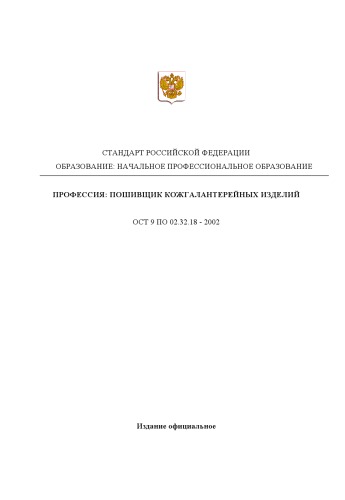 СТАНДАРТ РОССИЙСКОЙ ФЕДЕРАЦИИ
ОБРАЗОВАНИЕ: НАЧАЛЬНОЕ ПРОФЕССИОНАЛЬНОЕ ОБРАЗОВАНИЕ
ПРОФЕССИЯ: ПОШИВЩИК КОЖГАЛАНТЕРЕЙНЫХ ИЗДЕЛИЙ
ОСТ 9 ПО 02.32.18 - 2002
Издание официальное